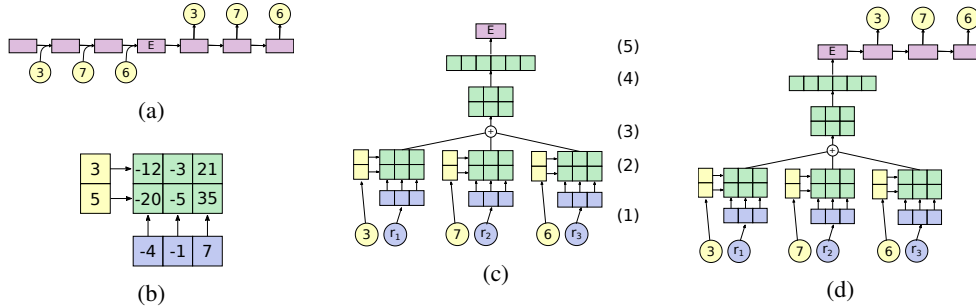 3 7 6
E
3 7 6
(a)
3 -12 -3 21
5 -20 -5 35
-4 -1 7
(b)
E
(5)
(4)
(3)
+
(2)
(1)
3 r1 7 r2 6 r3
(c)
3 7 6
E
+
3 r1 7 r2 6 r3
(d)